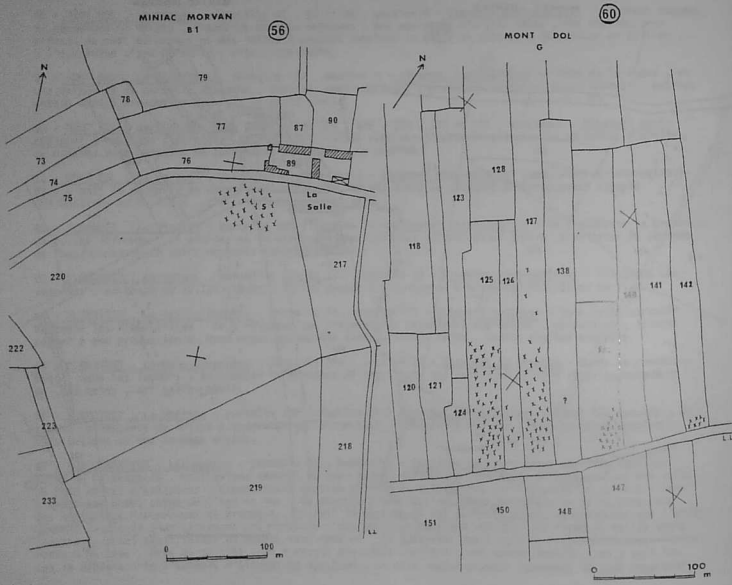 MINIAC MORVAN
B1
56
N
79
78
77
87
90
73
74
75
76
89
S
La
Salle
220
217
222
223
218
233
219
LL
0 100
m
60
MONT DOL
G
N
123
128
127
118
125
126
138
141
142
120
121
124
?
LL
151
150
148
147
0 100
m